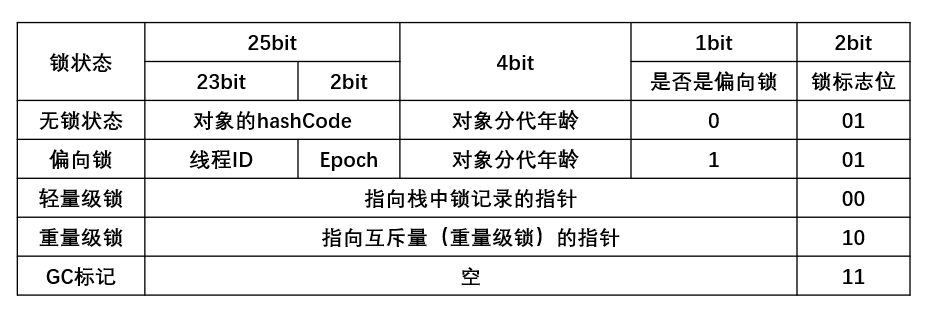 锁状态 25bit 4bit 1bit 2bit
23bit 2bit 是否是偏向锁 锁标志位
无锁状态 对象的hashCode 对象分代年龄 0 01
偏向锁 线程ID Epoch 对象分代年龄 1 01
轻量级锁 指向栈中锁记录的指针 00
重量级锁 指向互斥量（重量级锁）的指针 10
GC标记 空 11